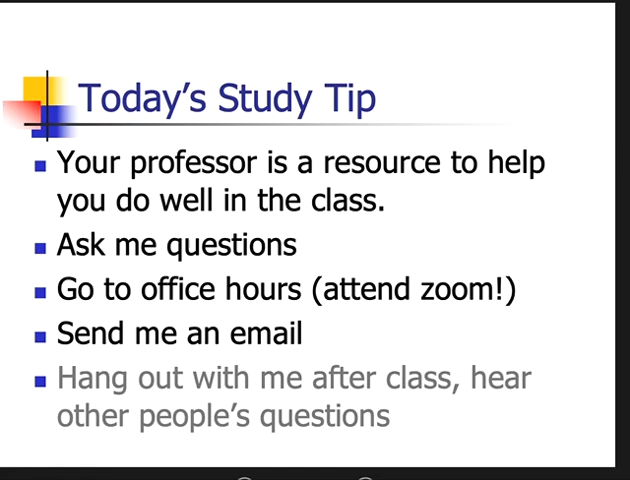 Today’s Study Tip
Your professor is a resource to help
you do well in the class.
Ask me questions
Go to office hours (attend zoom!)
Send me an email
Hang out with me after class, hear
other people’s questions